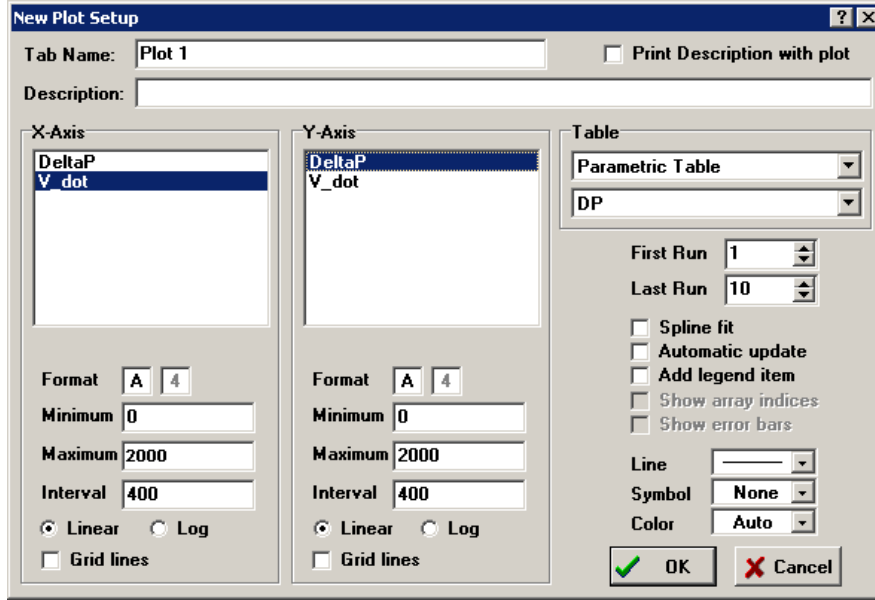 New Plot Setup
Tab Name: Plot 1
Print Description with plot
Description:
X-Axis
DeltaP
V_dot
Format A 4
Minimum 0
Maximum 2000
Interval 400
Linear Log
Grid lines
Y-Axis
DeltaP
V_dot
Format A 4
Minimum 0
Maximum 2000
Interval 400
Linear Log
Grid lines
Table
Parametric Table
DP
First Run 1
Last Run 10
Spline fit
Automatic update
Add legend item
Show array indices
Show error bars
Line
Symbol None
Color Auto
OK Cancel